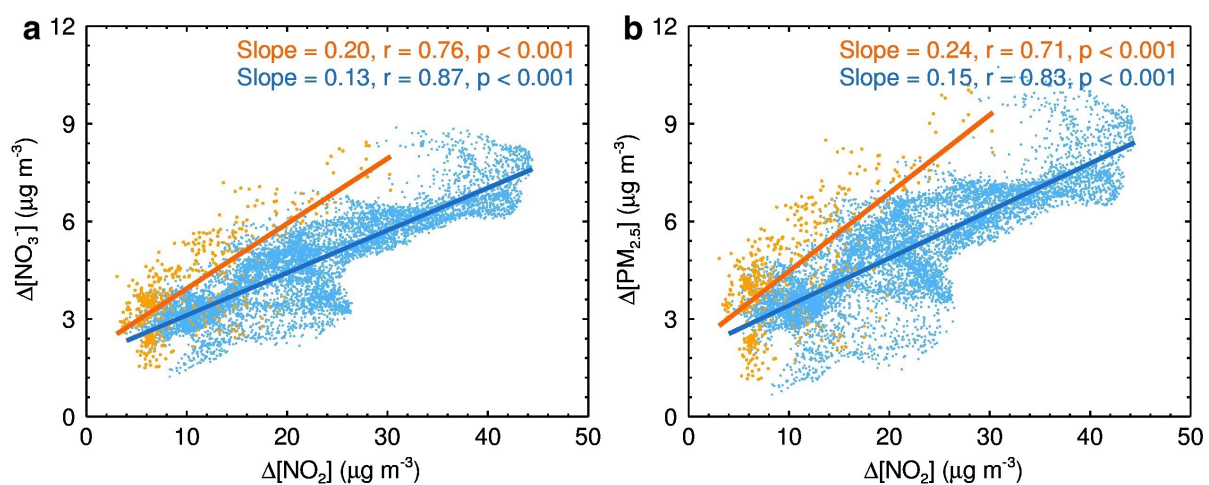 a
Slope = 0.20, r = 0.76, p < 0.001
Slope = 0.13, r = 0.87, p < 0.001
12
9
6
3
0
Δ[NO₃] (μg m⁻³)
0 10 20 30 40 50
Δ[NO₂] (μg m⁻³)
b
Slope = 0.24, r = 0.71, p < 0.001
Slope = 0.15, r = 0.83, p < 0.001
12
9
6
3
0
Δ[PM₂.₅] (μg m⁻³)
0 10 20 30 40 50
Δ[NO₂] (μg m⁻³)